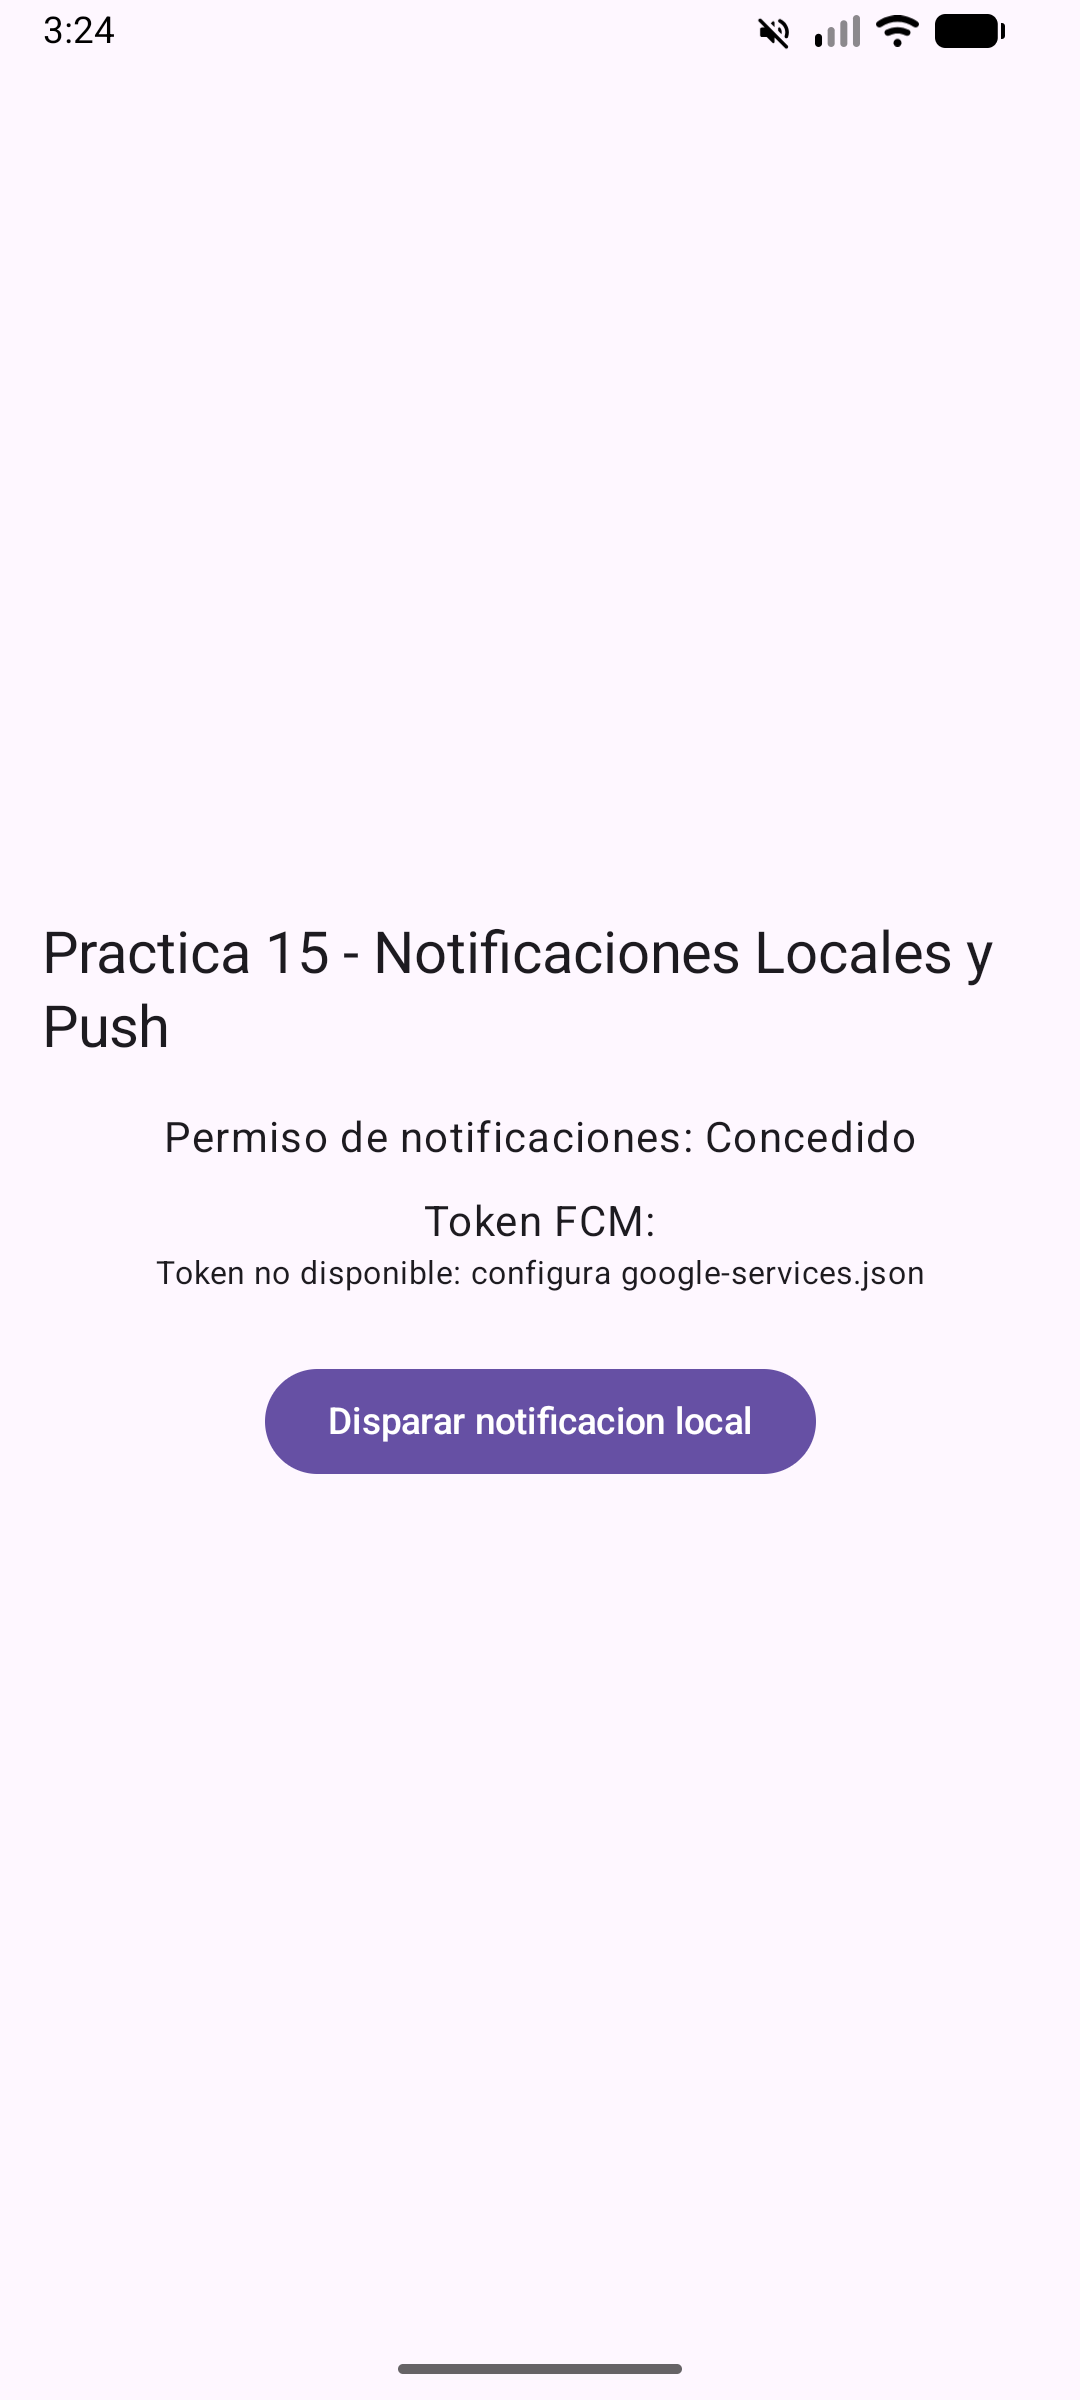 3:24
Practica 15 - Notificaciones Locales y
Push
Permiso de notificaciones: Concedido
Token FCM:
Token no disponible: configura google-services.json
Disparar notificacion local